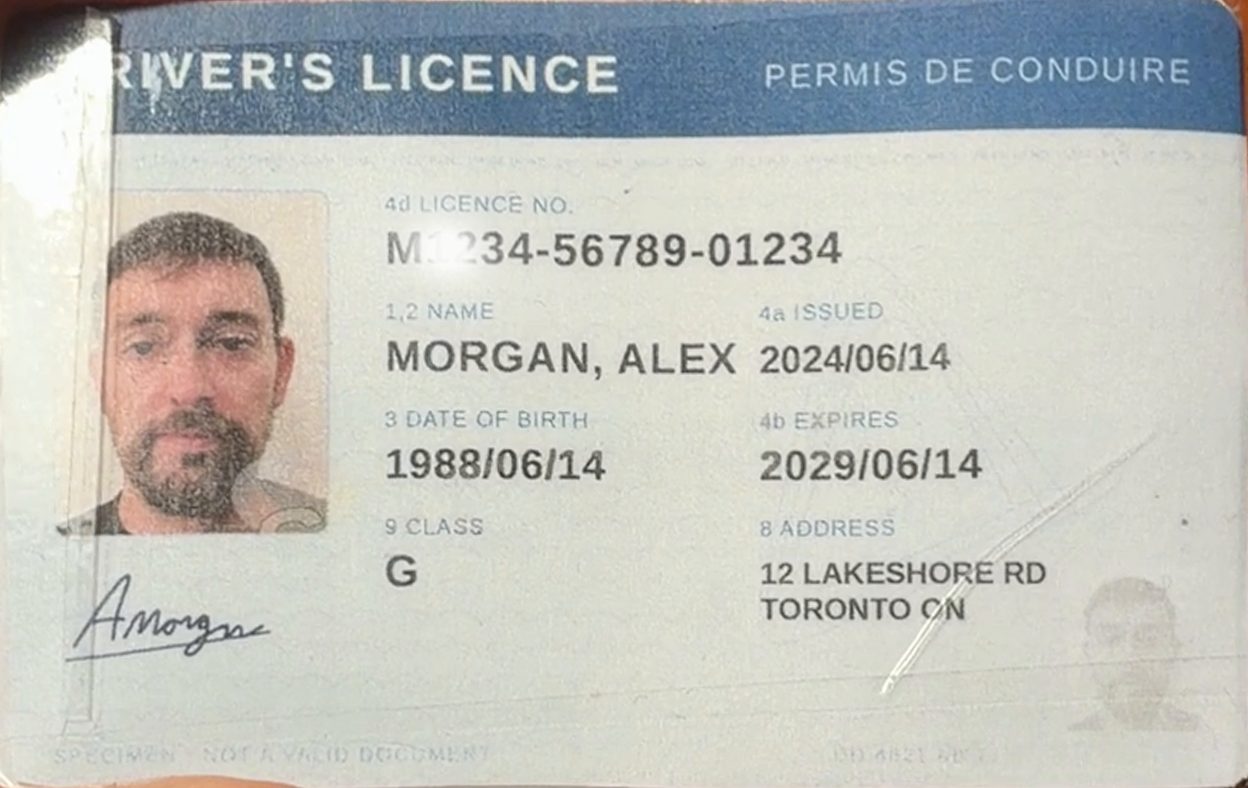 RIVER'S LICENCE PERMIS DE CONDUIRE
4d LICENCE NO.
M1234-56789-01234
1,2 NAME 4a ISSUED
MORGAN, ALEX 2024/06/14
3 DATE OF BIRTH 4b EXPIRES
1988/06/14 2029/06/14
9 CLASS 8 ADDRESS
G 12 LAKESHORE RD
TORONTO ON
AMorgan
SPECIMEN NOT A VALID DOCUMENT